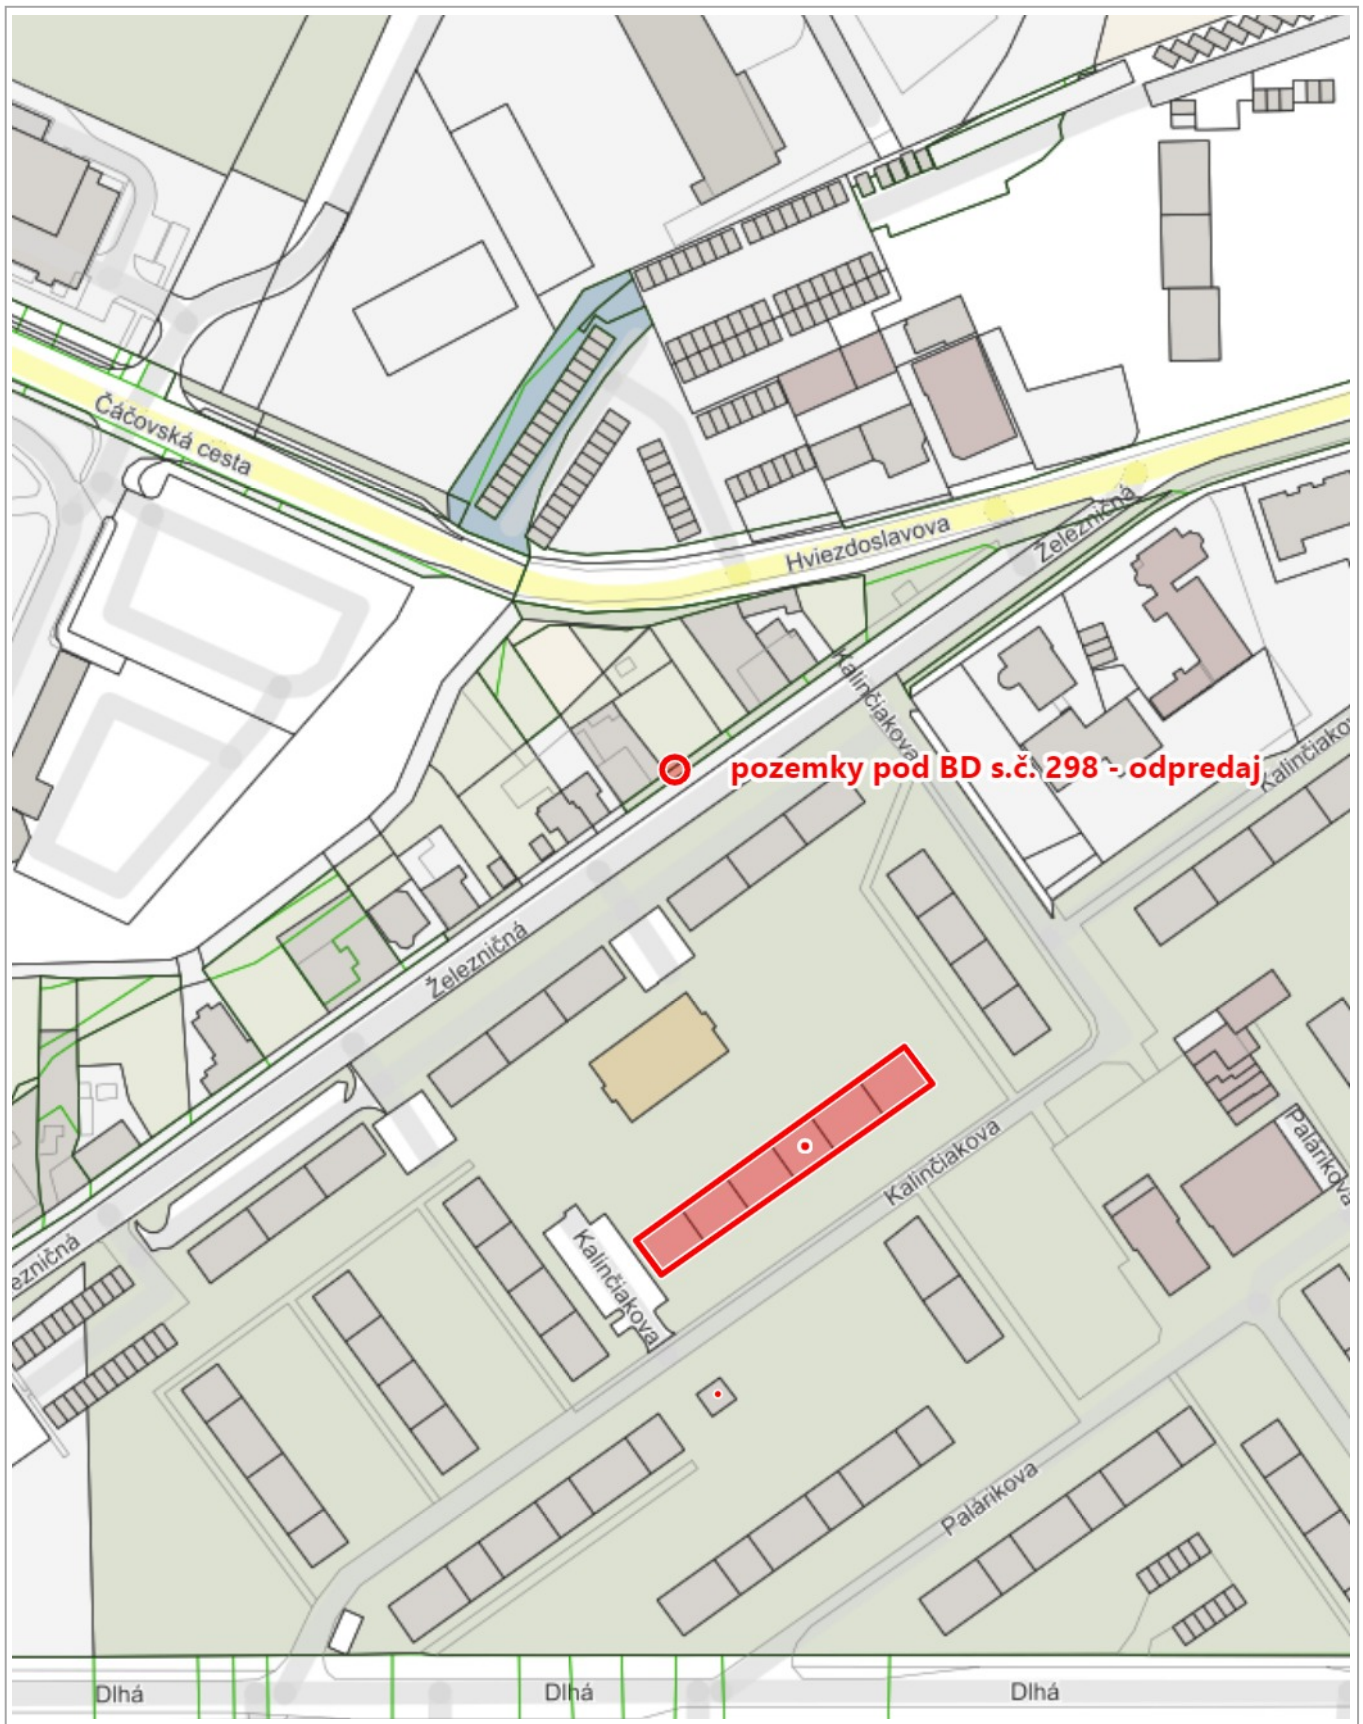 Čáčovská cesta
Hviezdoslavova
Železničná
Kalinčiakova
Kalinčiako
pozemky pod BD s.č. 298 - odpredaj
Železničná
Palárikova
Kalinčiakova
Kalinčiakova
ezničná
Palárikova
Dlhá
Dlhá
Dlhá